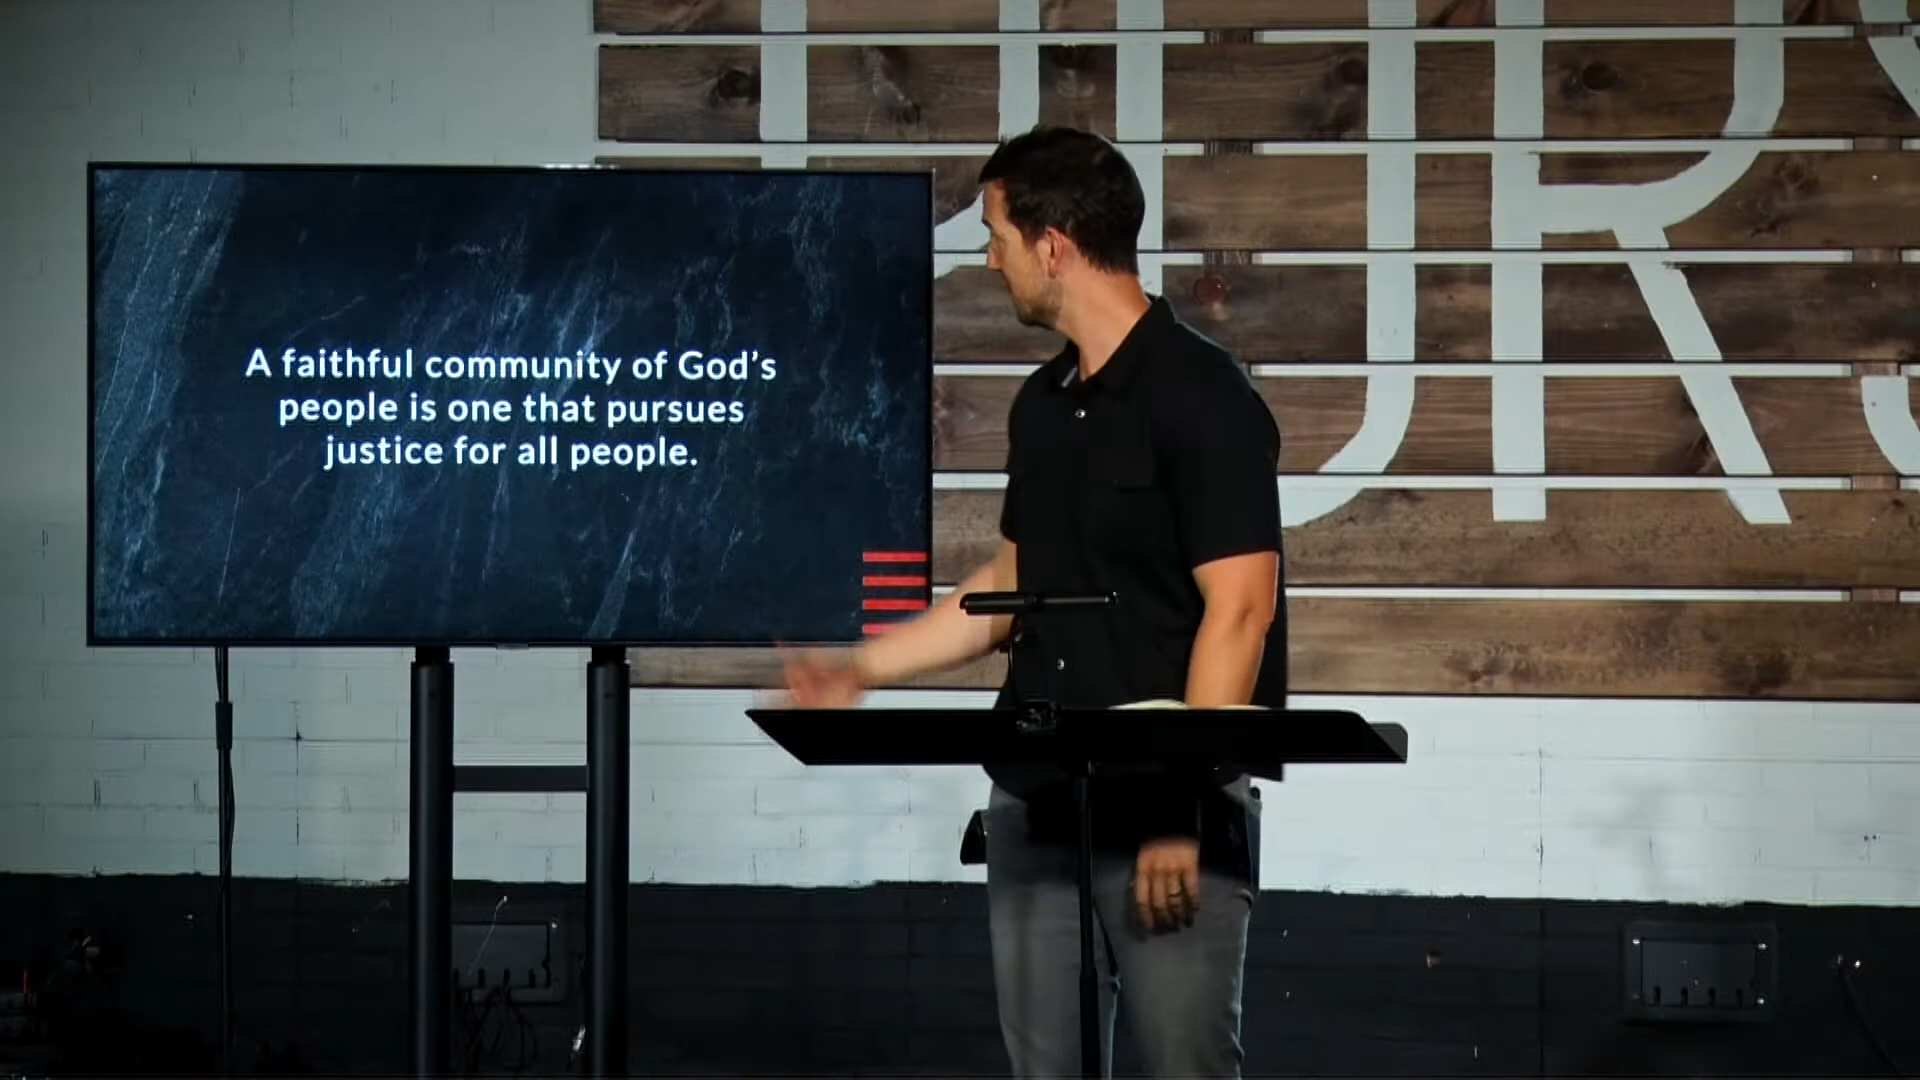 A faithful community of God's
people is one that pursues
justice for all people.